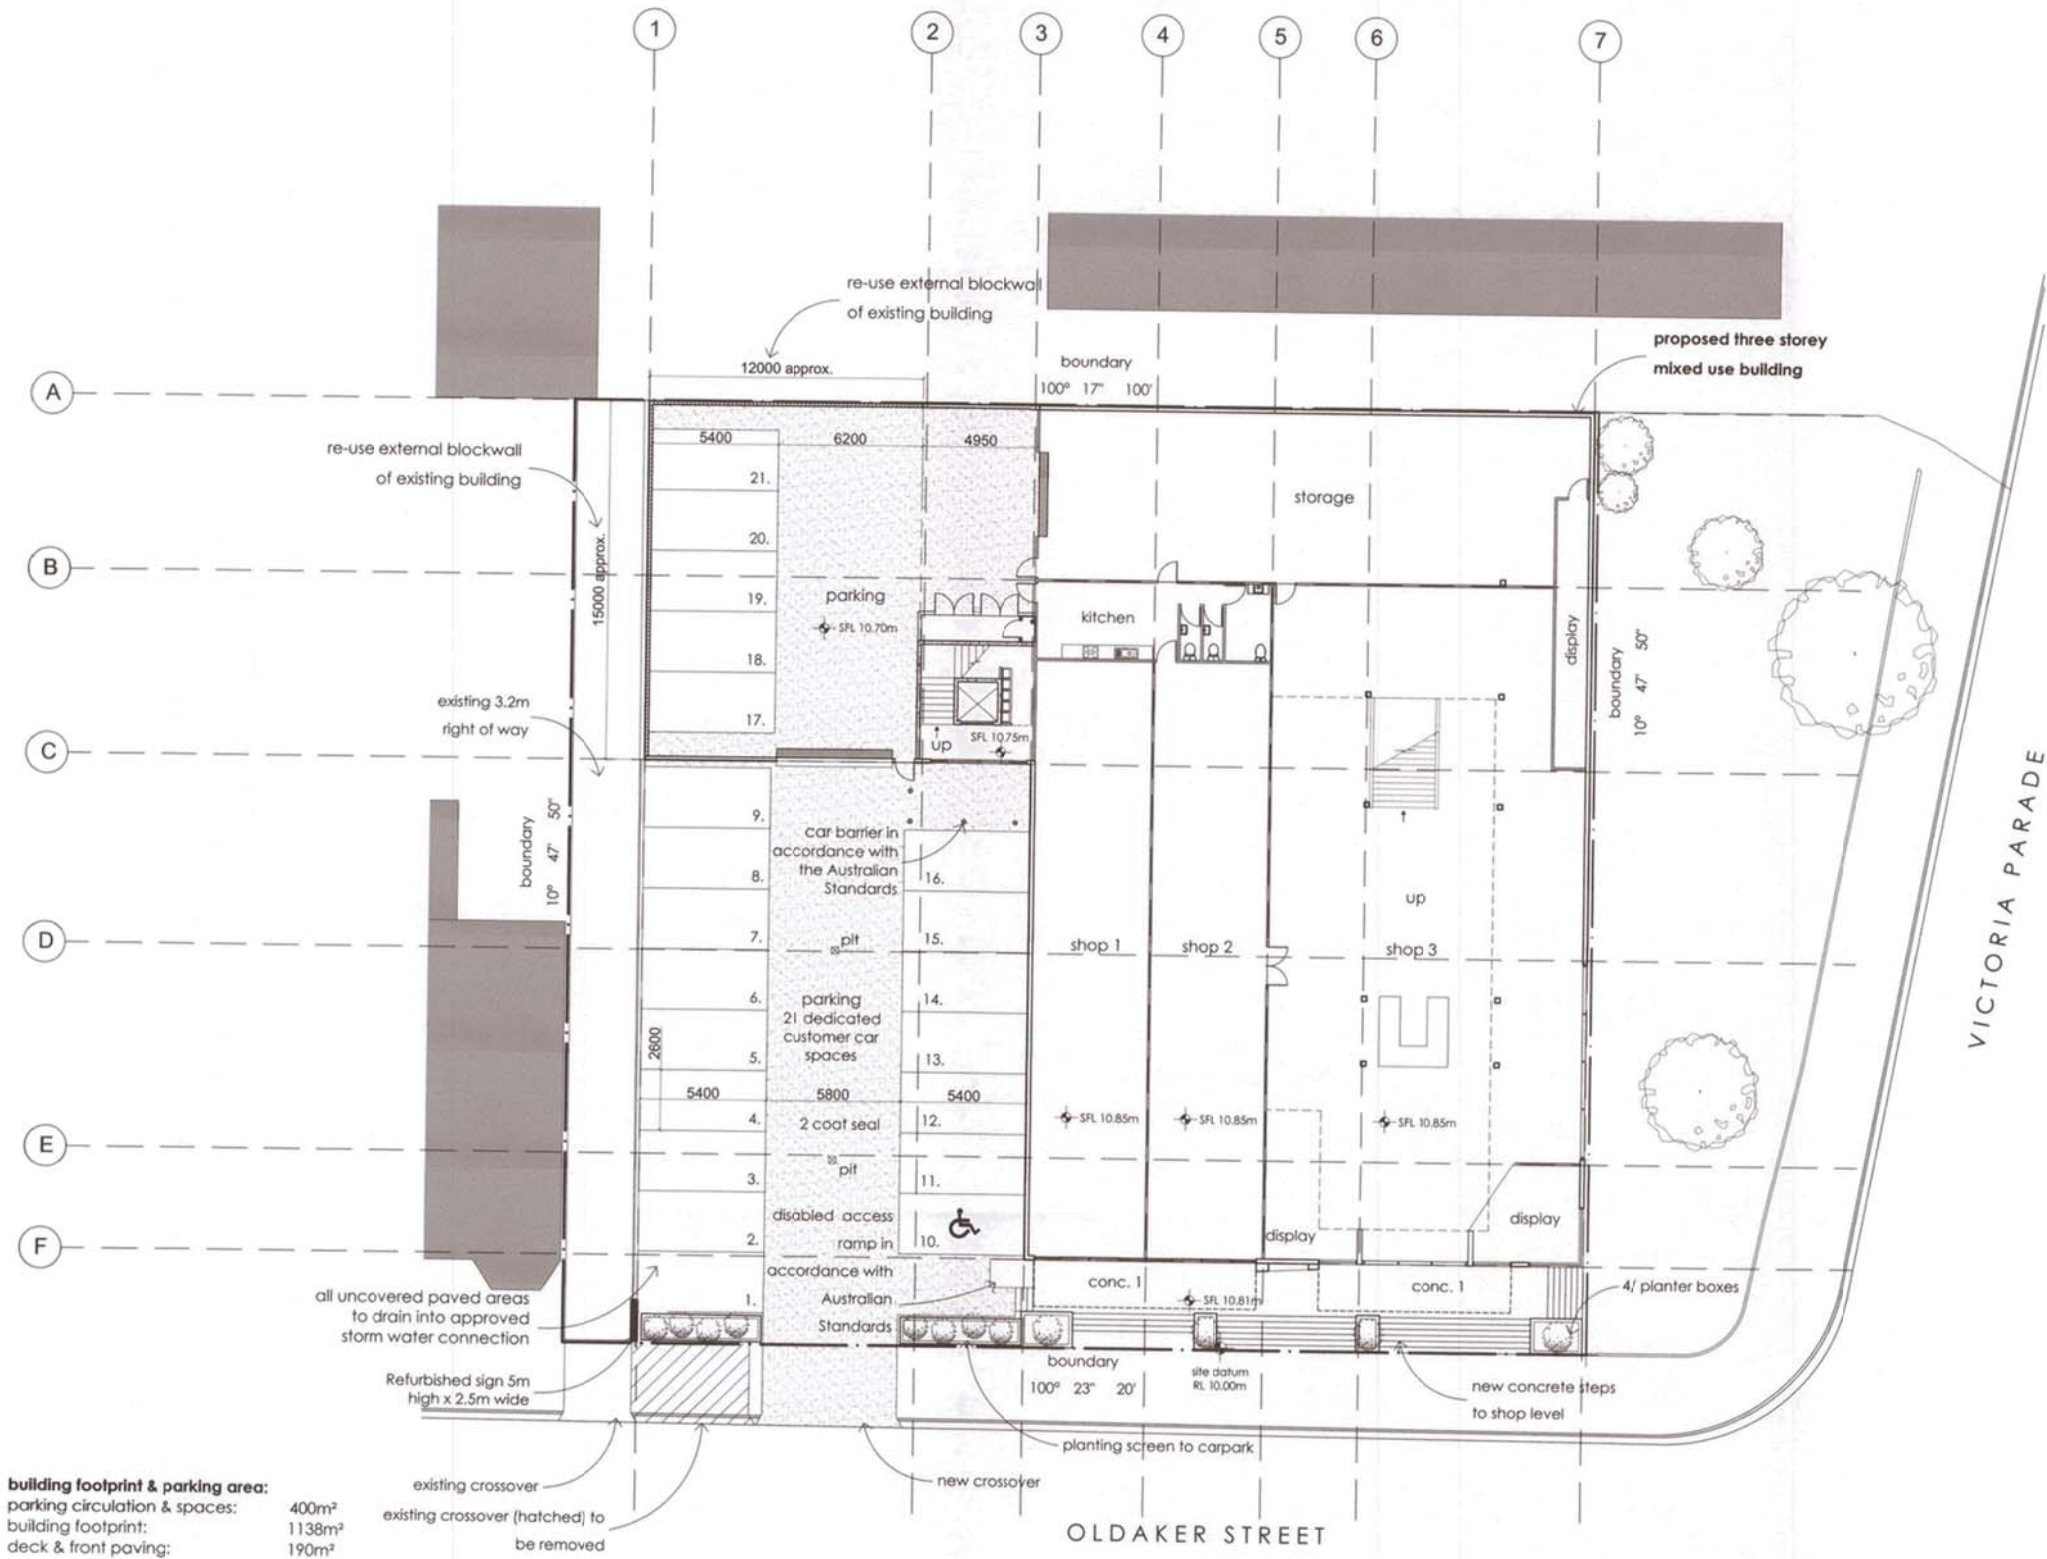 1
2
3
4
5
6
7
re-use external blockwall
of existing building
proposed three storey
mixed use building
12000 approx.
boundary
100° 17" 100'
A
5400
6200
4950
re-use external blockwall
of existing building
21.
storage
20.
15000 approx.
B
19.
parking
kitchen
SFL 10.70m
display
boundary
10° 47' 50"
18.
existing 3.2m
right of way
17.
up
SFL 10.75m
C
VICTORIA PARADE
boundary
10° 47' 50"
9.
car barrier in
accordance with
the Australian
Standards
8.
16.
up
D
7.
pit
15.
shop 1
shop 2
shop 3
6.
parking
21 dedicated
customer car
spaces
14.
2600
5.
13.
5400
5800
5400
4.
2 coat seal
12.
SFL 10.85m
SFL 10.85m
SFL 10.85m
E
pit
3.
11.
disabled access
ramp in
accordance with
Australian
Standards
2.
10.
display
display
F
conc. 1
conc. 1
4/ planter boxes
all uncovered paved areas
to drain into approved
storm water connection
1.
SFL 10.81m
boundary
100° 23" 20'
site datum
RL 10.00m
Refurbished sign 5m
high x 2.5m wide
new concrete steps
to shop level
planting screen to carpark
existing crossover
new crossover
existing crossover (hatched) to
be removed
OLDAKER STREET
building footprint & parking area:
parking circulation & spaces: 400m²
building footprint: 1138m²
deck & front paving: 190m²